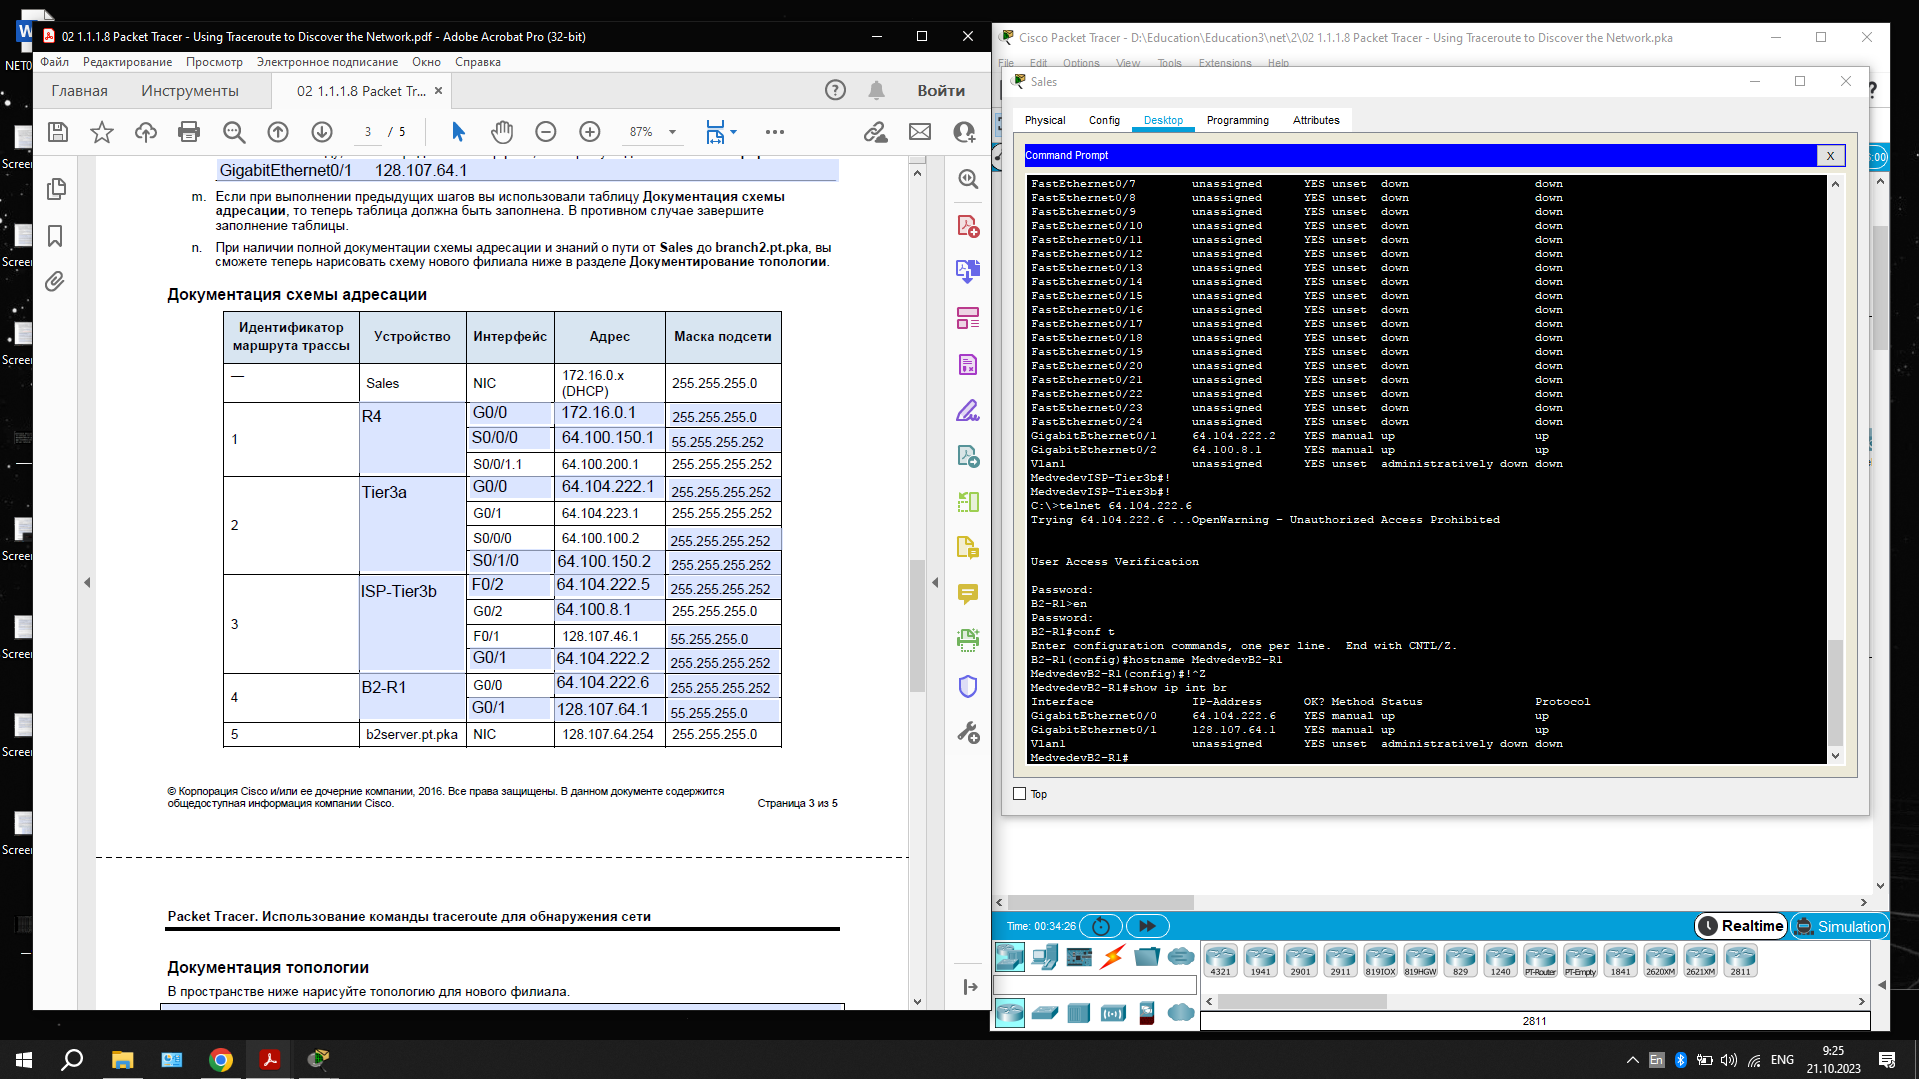 02 1.1.1.8 Packet Tracer - Using Traceroute to Discover the Network.pdf - Adobe Acrobat Pro (32-bit)
Файл Редактирование Просмотр Электронное подписание Окно Справка
Главная Инструменты 02 1.1.1.8 Packet Tr... × Войти
3 / 5 87%
GigabitEthernet0/1 128.107.64.1
m. Если при выполнении предыдущих шагов вы использовали таблицу Документация схемы
адресации, то теперь таблица должна быть заполнена. В противном случае завершите
заполнение таблицы.
n. При наличии полной документации схемы адресации и знаний о пути от Sales до branch2.pt.pka, вы
сможете теперь нарисовать схему нового филиала ниже в разделе Документирование топологии.
Документация схемы адресации
Идентификатор маршрута трассы Устройство Интерфейс Адрес Маска подсети
— Sales NIC 172.16.0.x (DHCP) 255.255.255.0
1 R4 G0/0 172.16.0.1 255.255.255.0
S0/0/0 64.100.150.1 55.255.255.252
S0/0/1.1 64.100.200.1 255.255.255.252
2 Tier3a G0/0 64.104.222.1 255.255.255.252
G0/1 64.104.223.1 255.255.255.252
S0/0/0 64.100.100.2 255.255.255.252
S0/1/0 64.100.150.2 255.255.255.252
3 ISP-Tier3b F0/2 64.104.222.5 255.255.255.252
G0/2 64.100.8.1 255.255.255.0
F0/1 128.107.46.1 55.255.255.0
G0/1 64.104.222.2 255.255.255.252
4 B2-R1 G0/0 64.104.222.6 255.255.255.252
G0/1 128.107.64.1 55.255.255.0
5 b2server.pt.pka NIC 128.107.64.254 255.255.255.0
© Корпорация Cisco и/или ее дочерние компании, 2016. Все права защищены. В данном документе содержится
общедоступная информация компании Cisco. Страница 3 из 5
Packet Tracer. Использование команды traceroute для обнаружения сети
Документация топологии
В пространстве ниже нарисуйте топологию для нового филиала.
Cisco Packet Tracer - D:\Education\Education3\net\2\02 1.1.1.8 Packet Tracer - Using Traceroute to Discover the Network.pka
File Edit Options View Tools Extensions Help
Sales
Physical Config Desktop Programming Attributes
Command Prompt X
FastEthernet0/7 unassigned YES unset down down
FastEthernet0/8 unassigned YES unset down down
FastEthernet0/9 unassigned YES unset down down
FastEthernet0/10 unassigned YES unset down down
FastEthernet0/11 unassigned YES unset down down
FastEthernet0/12 unassigned YES unset down down
FastEthernet0/13 unassigned YES unset down down
FastEthernet0/14 unassigned YES unset down down
FastEthernet0/15 unassigned YES unset down down
FastEthernet0/16 unassigned YES unset down down
FastEthernet0/17 unassigned YES unset down down
FastEthernet0/18 unassigned YES unset down down
FastEthernet0/19 unassigned YES unset down down
FastEthernet0/20 unassigned YES unset down down
FastEthernet0/21 unassigned YES unset down down
FastEthernet0/22 unassigned YES unset down down
FastEthernet0/23 unassigned YES unset down down
FastEthernet0/24 unassigned YES unset down down
GigabitEthernet0/1 64.104.222.2 YES manual up up
GigabitEthernet0/2 64.100.8.1 YES manual up up
Vlan1 unassigned YES unset administratively down down
MedvedevISP-Tier3b#!
MedvedevISP-Tier3b#!
C:\>telnet 64.104.222.6
Trying 64.104.222.6 ...OpenWarning - Unauthorized Access Prohibited
User Access Verification
Password:
B2-R1>en
Password:
B2-R1#conf t
Enter configuration commands, one per line. End with CNTL/Z.
B2-R1(config)#hostname MedvedevB2-R1
MedvedevB2-R1(config)#!^Z
MedvedevB2-R1#show ip int br
Interface IP-Address OK? Method Status Protocol
GigabitEthernet0/0 64.104.222.6 YES manual up up
GigabitEthernet0/1 128.107.64.1 YES manual up up
Vlan1 unassigned YES unset administratively down down
MedvedevB2-R1#
Top
Time: 00:34:26 Realtime Simulation
4321 1941 2901 2911 819IOX 819HGW 829 1240 PT-Router PT-Empty 1841 2620XM 2621XM 2811
2811
ENG 9:25
21.10.2023